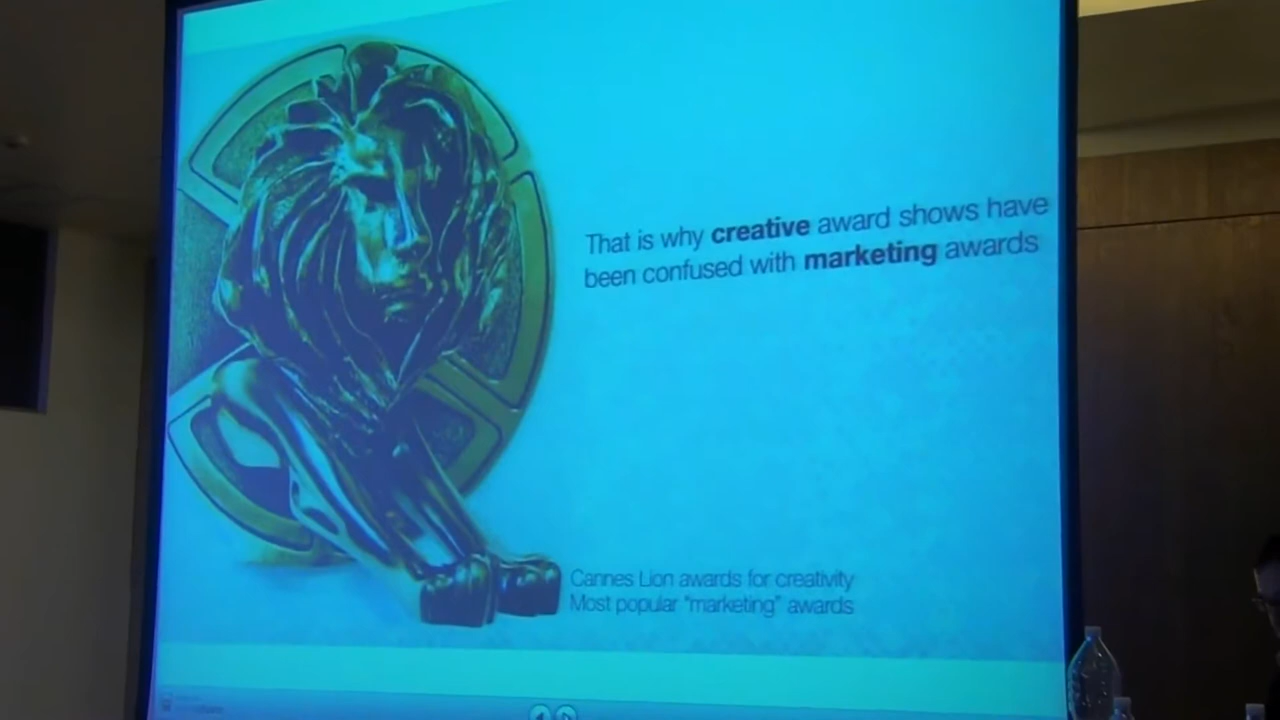 That is why creative award shows have
been confused with marketing awards
Cannes Lion awards for creativity
Most popular "marketing" awards